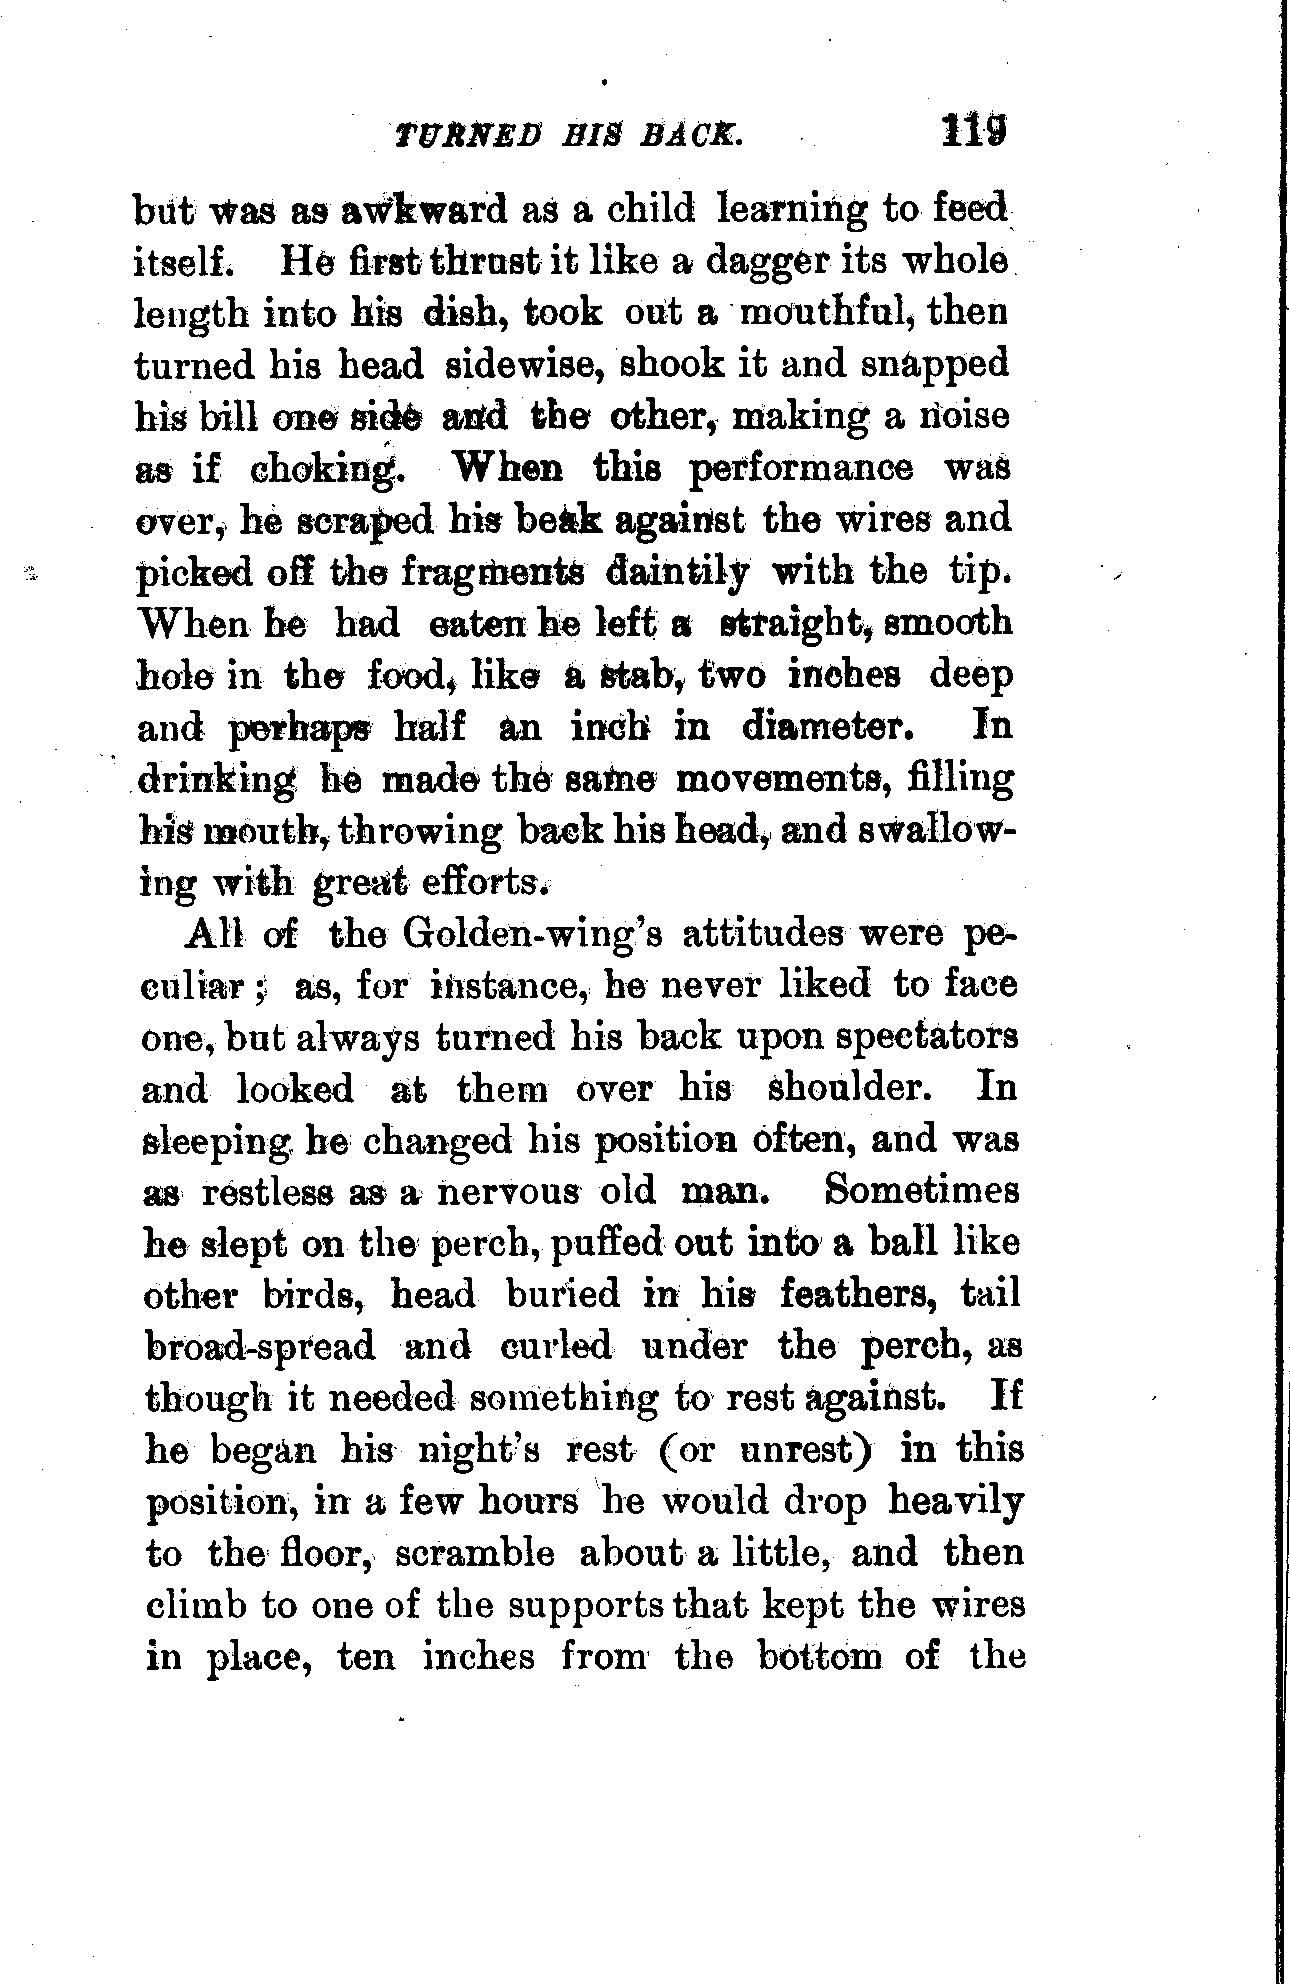 TURNED HIS BACK. 119
but was as awkward as a child learning to feed
itself. He first thrust it like a dagger its whole
length into his dish, took out a mouthful, then
turned his head sidewise, shook it and snapped
his bill one side and the other, making a noise
as if choking. When this performance was
over, he scraped his beak against the wires and
picked off the fragments daintily with the tip.
When he had eaten he left a straight, smooth
hole in the food, like a stab, two inches deep
and perhaps half an inch in diameter. In
drinking he made the same movements, filling
his mouth, throwing back his head, and swallow-
ing with great efforts.
All of the Golden-wing's attitudes were pe-
culiar; as, for instance, he never liked to face
one, but always turned his back upon spectators
and looked at them over his shoulder. In
sleeping he changed his position often, and was
as restless as a nervous old man. Sometimes
he slept on the perch, puffed out into a ball like
other birds, head buried in his feathers, tail
broad-spread and curled under the perch, as
though it needed something to rest against. If
he began his night's rest (or unrest) in this
position, in a few hours he would drop heavily
to the floor, scramble about a little, and then
climb to one of the supports that kept the wires
in place, ten inches from the bottom of the